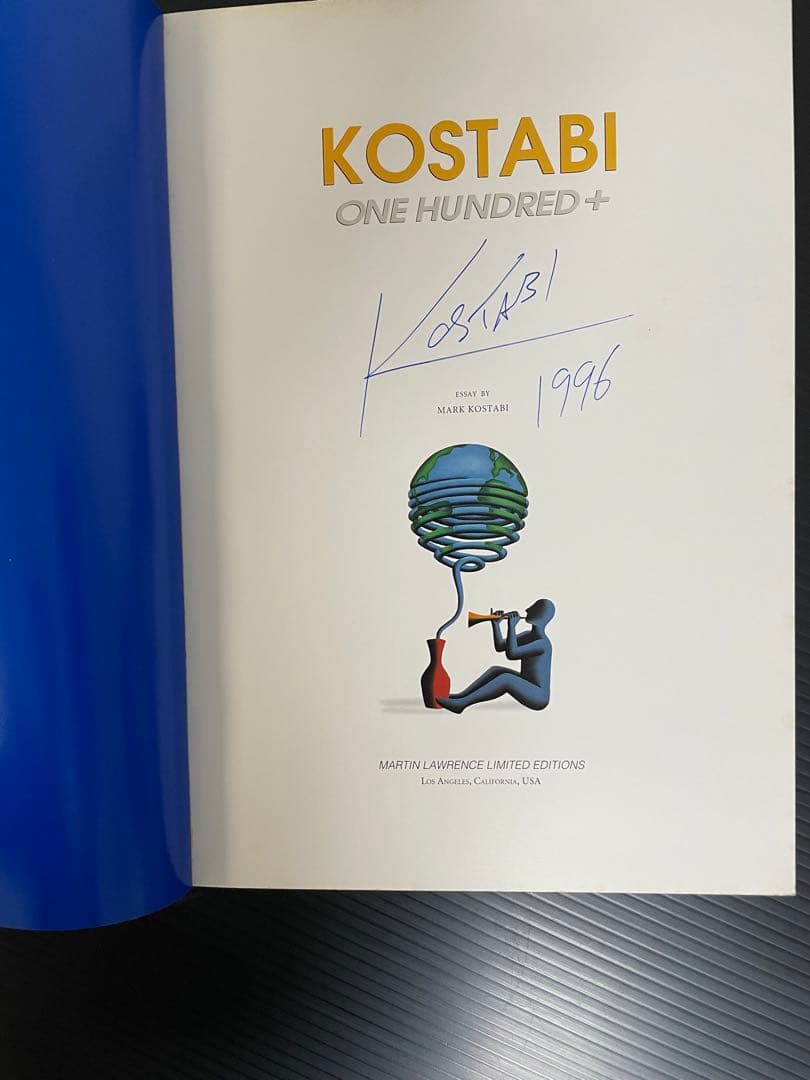 KOSTABI
ONE HUNDRED +
KOSTABI
1996
ESSAY BY
MARK KOSTABI
MARTIN LAWRENCE LIMITED EDITIONS
LOS ANGELES, CALIFORNIA, USA